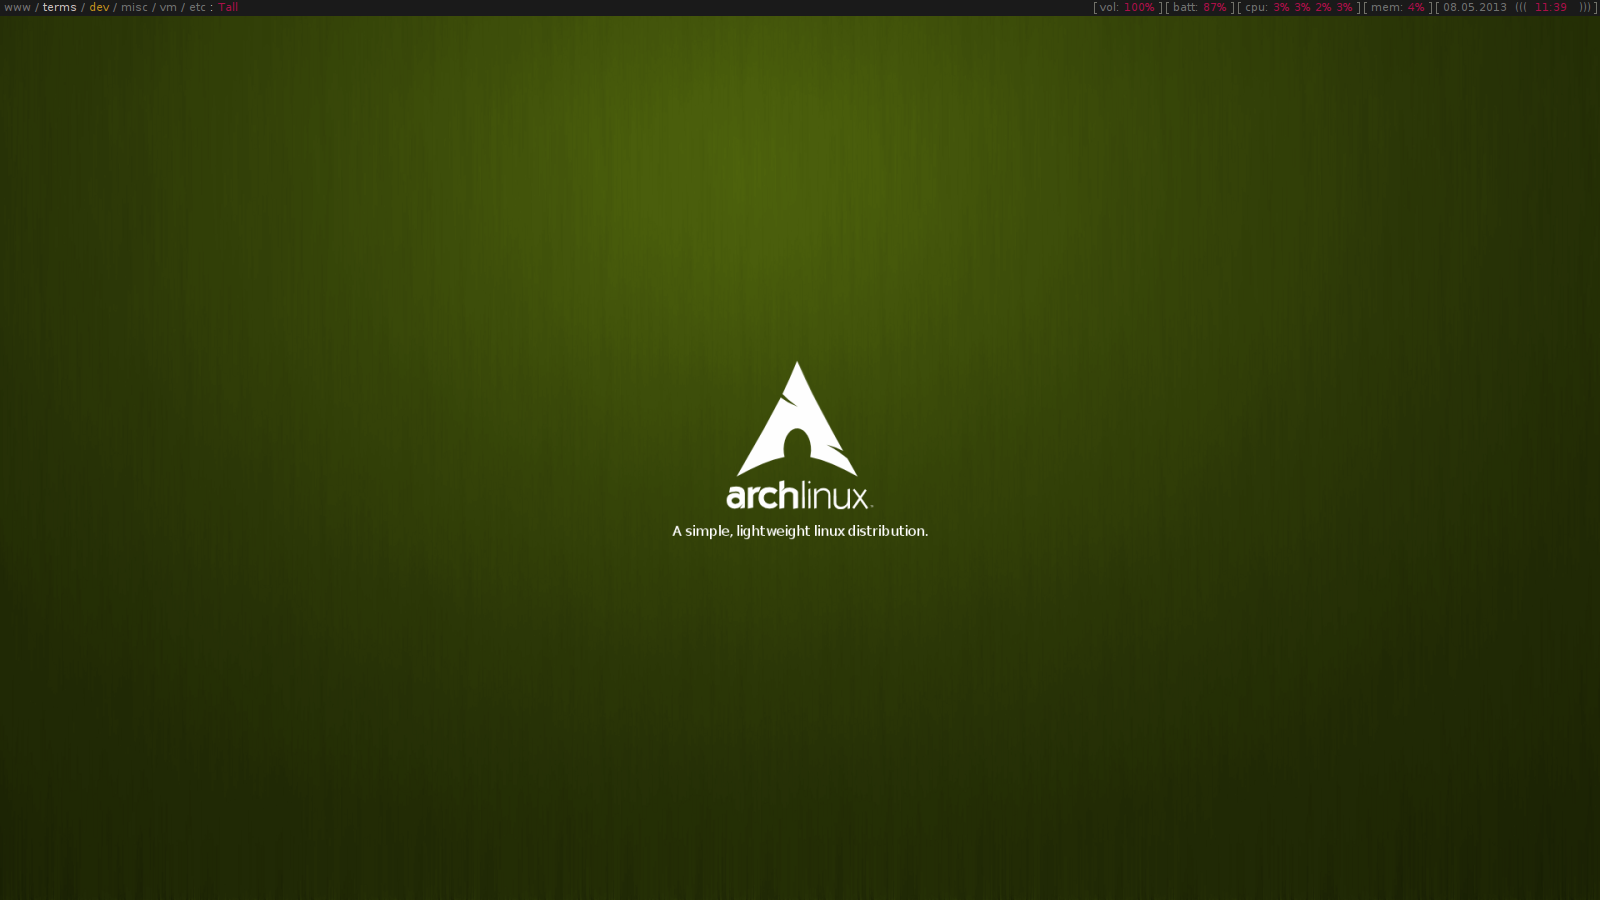 www / terms / dev / misc / vm / etc : Tall
[ vol: 100% ] [ batt: 87% ] [ cpu: 3% 3% 2% 3% ] [ mem: 4% ] [ 08.05.2013 ((( 11:39 ))) ]
archlinux
A simple, lightweight linux distribution.